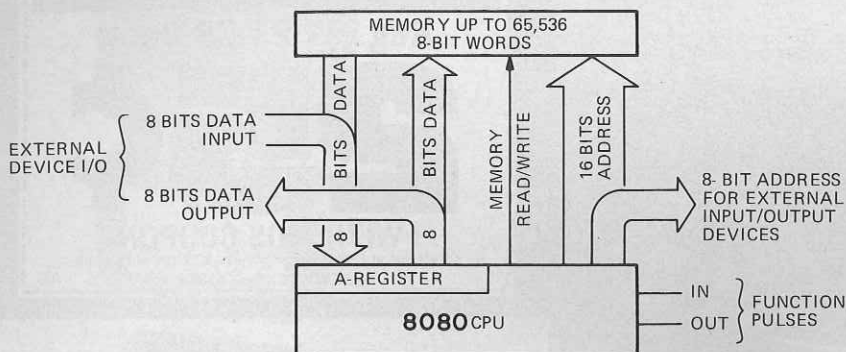 MEMORY UP TO 65,536
8-BIT WORDS
8 BITS DATA
8 BITS DATA
MEMORY
READ/WRITE
16 BITS
ADDRESS
EXTERNAL
DEVICE I/O
8 BITS DATA
INPUT
8 BITS DATA
OUTPUT
8- BIT ADDRESS
FOR EXTERNAL
INPUT/OUTPUT
DEVICES
A-REGISTER
8080 CPU
IN
OUT
FUNCTION
PULSES